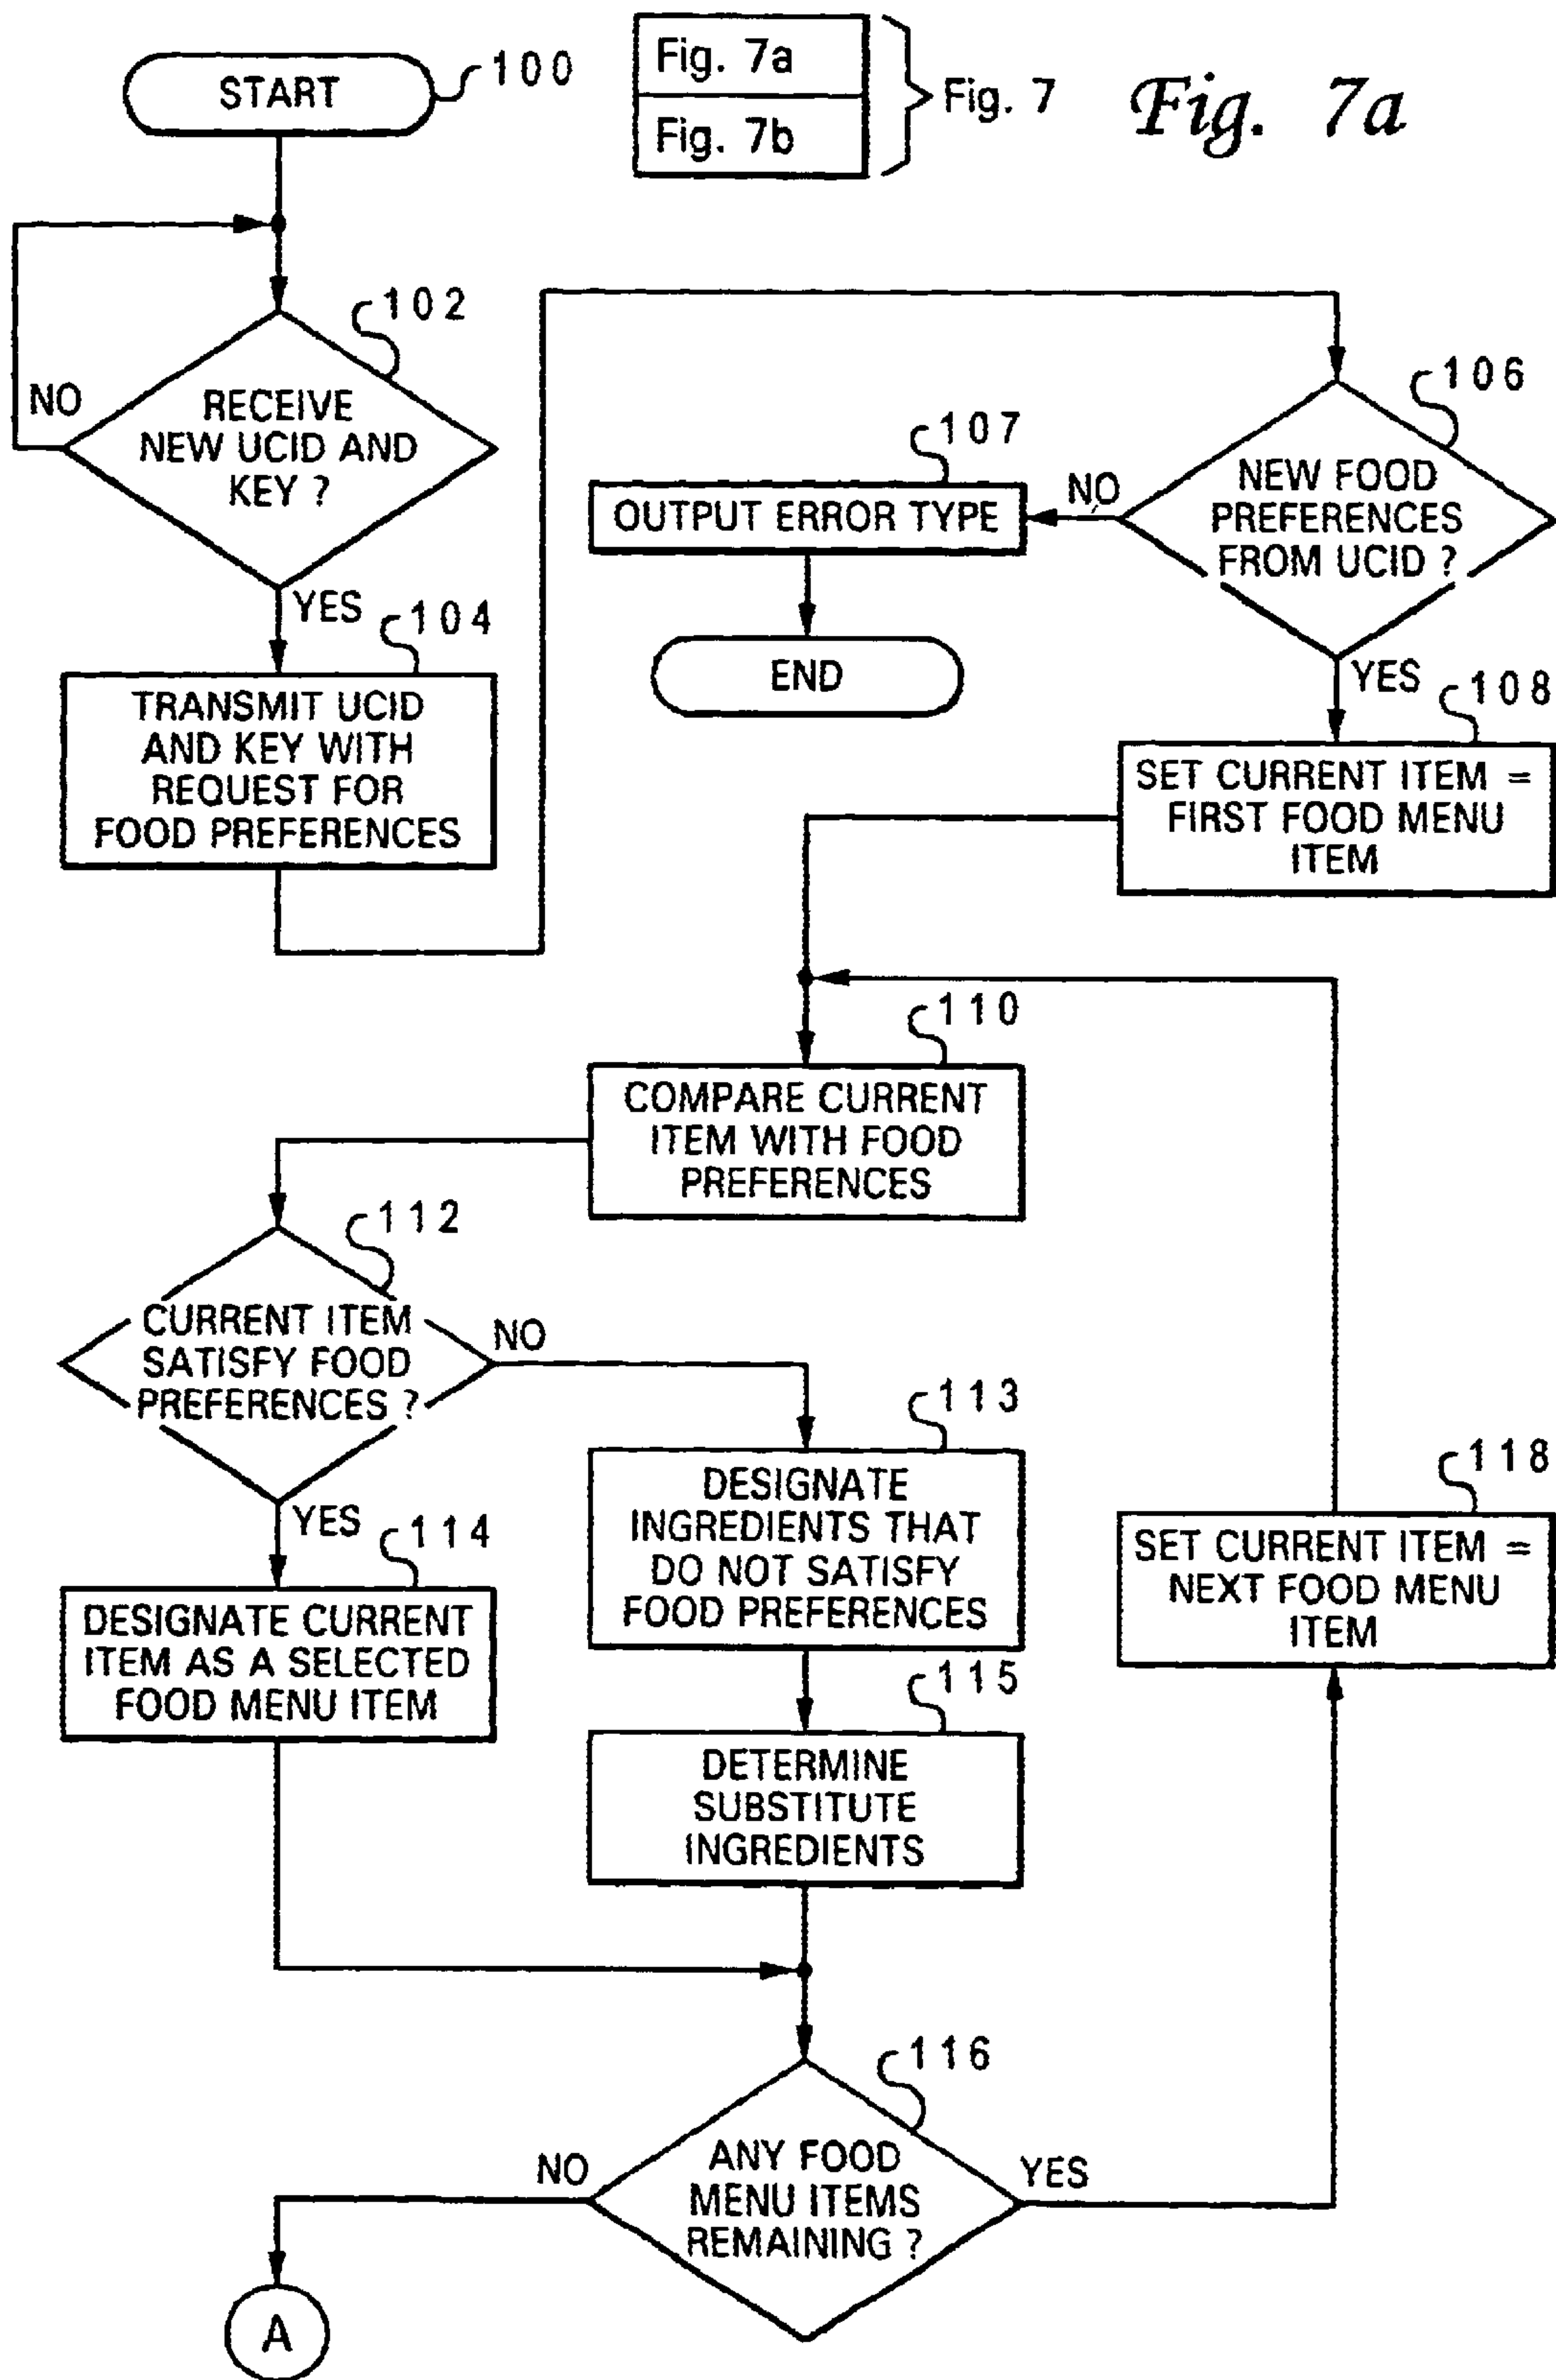 START
100
Fig. 7a
Fig. 7b
Fig. 7
Fig. 7a
102
RECEIVE
NEW UCID AND
KEY ?
NO
YES
104
TRANSMIT UCID
AND KEY WITH
REQUEST FOR
FOOD PREFERENCES
106
NEW FOOD
PREFERENCES
FROM UCID ?
NO
107
OUTPUT ERROR TYPE
END
YES
108
SET CURRENT ITEM =
FIRST FOOD MENU
ITEM
110
COMPARE CURRENT
ITEM WITH FOOD
PREFERENCES
112
CURRENT ITEM
SATISFY FOOD
PREFERENCES ?
NO
YES
113
DESIGNATE
INGREDIENTS THAT
DO NOT SATISFY
FOOD PREFERENCES
114
DESIGNATE CURRENT
ITEM AS A SELECTED
FOOD MENU ITEM
115
DETERMINE
SUBSTITUTE
INGREDIENTS
118
SET CURRENT ITEM =
NEXT FOOD MENU
ITEM
116
ANY FOOD
MENU ITEMS
REMAINING ?
NO
YES
A